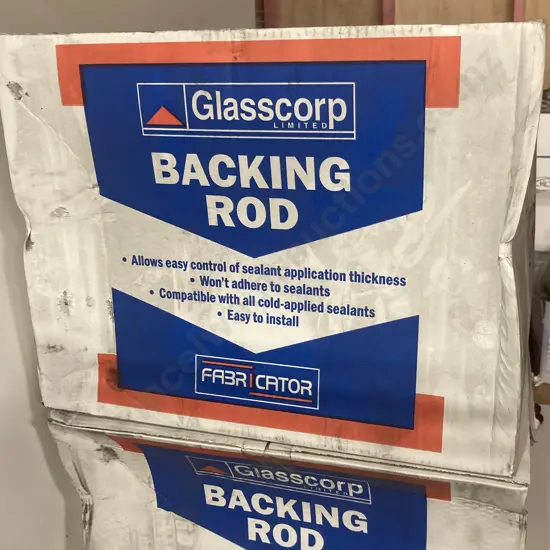 Glasscorp
LIMITED
BACKING
ROD
• Allows easy control of sealant application thickness
• Won't adhere to sealants
• Compatible with all cold-applied sealants
• Easy to install
FABRICATOR
Glasscorp
LIMITED
BACKING
ROD